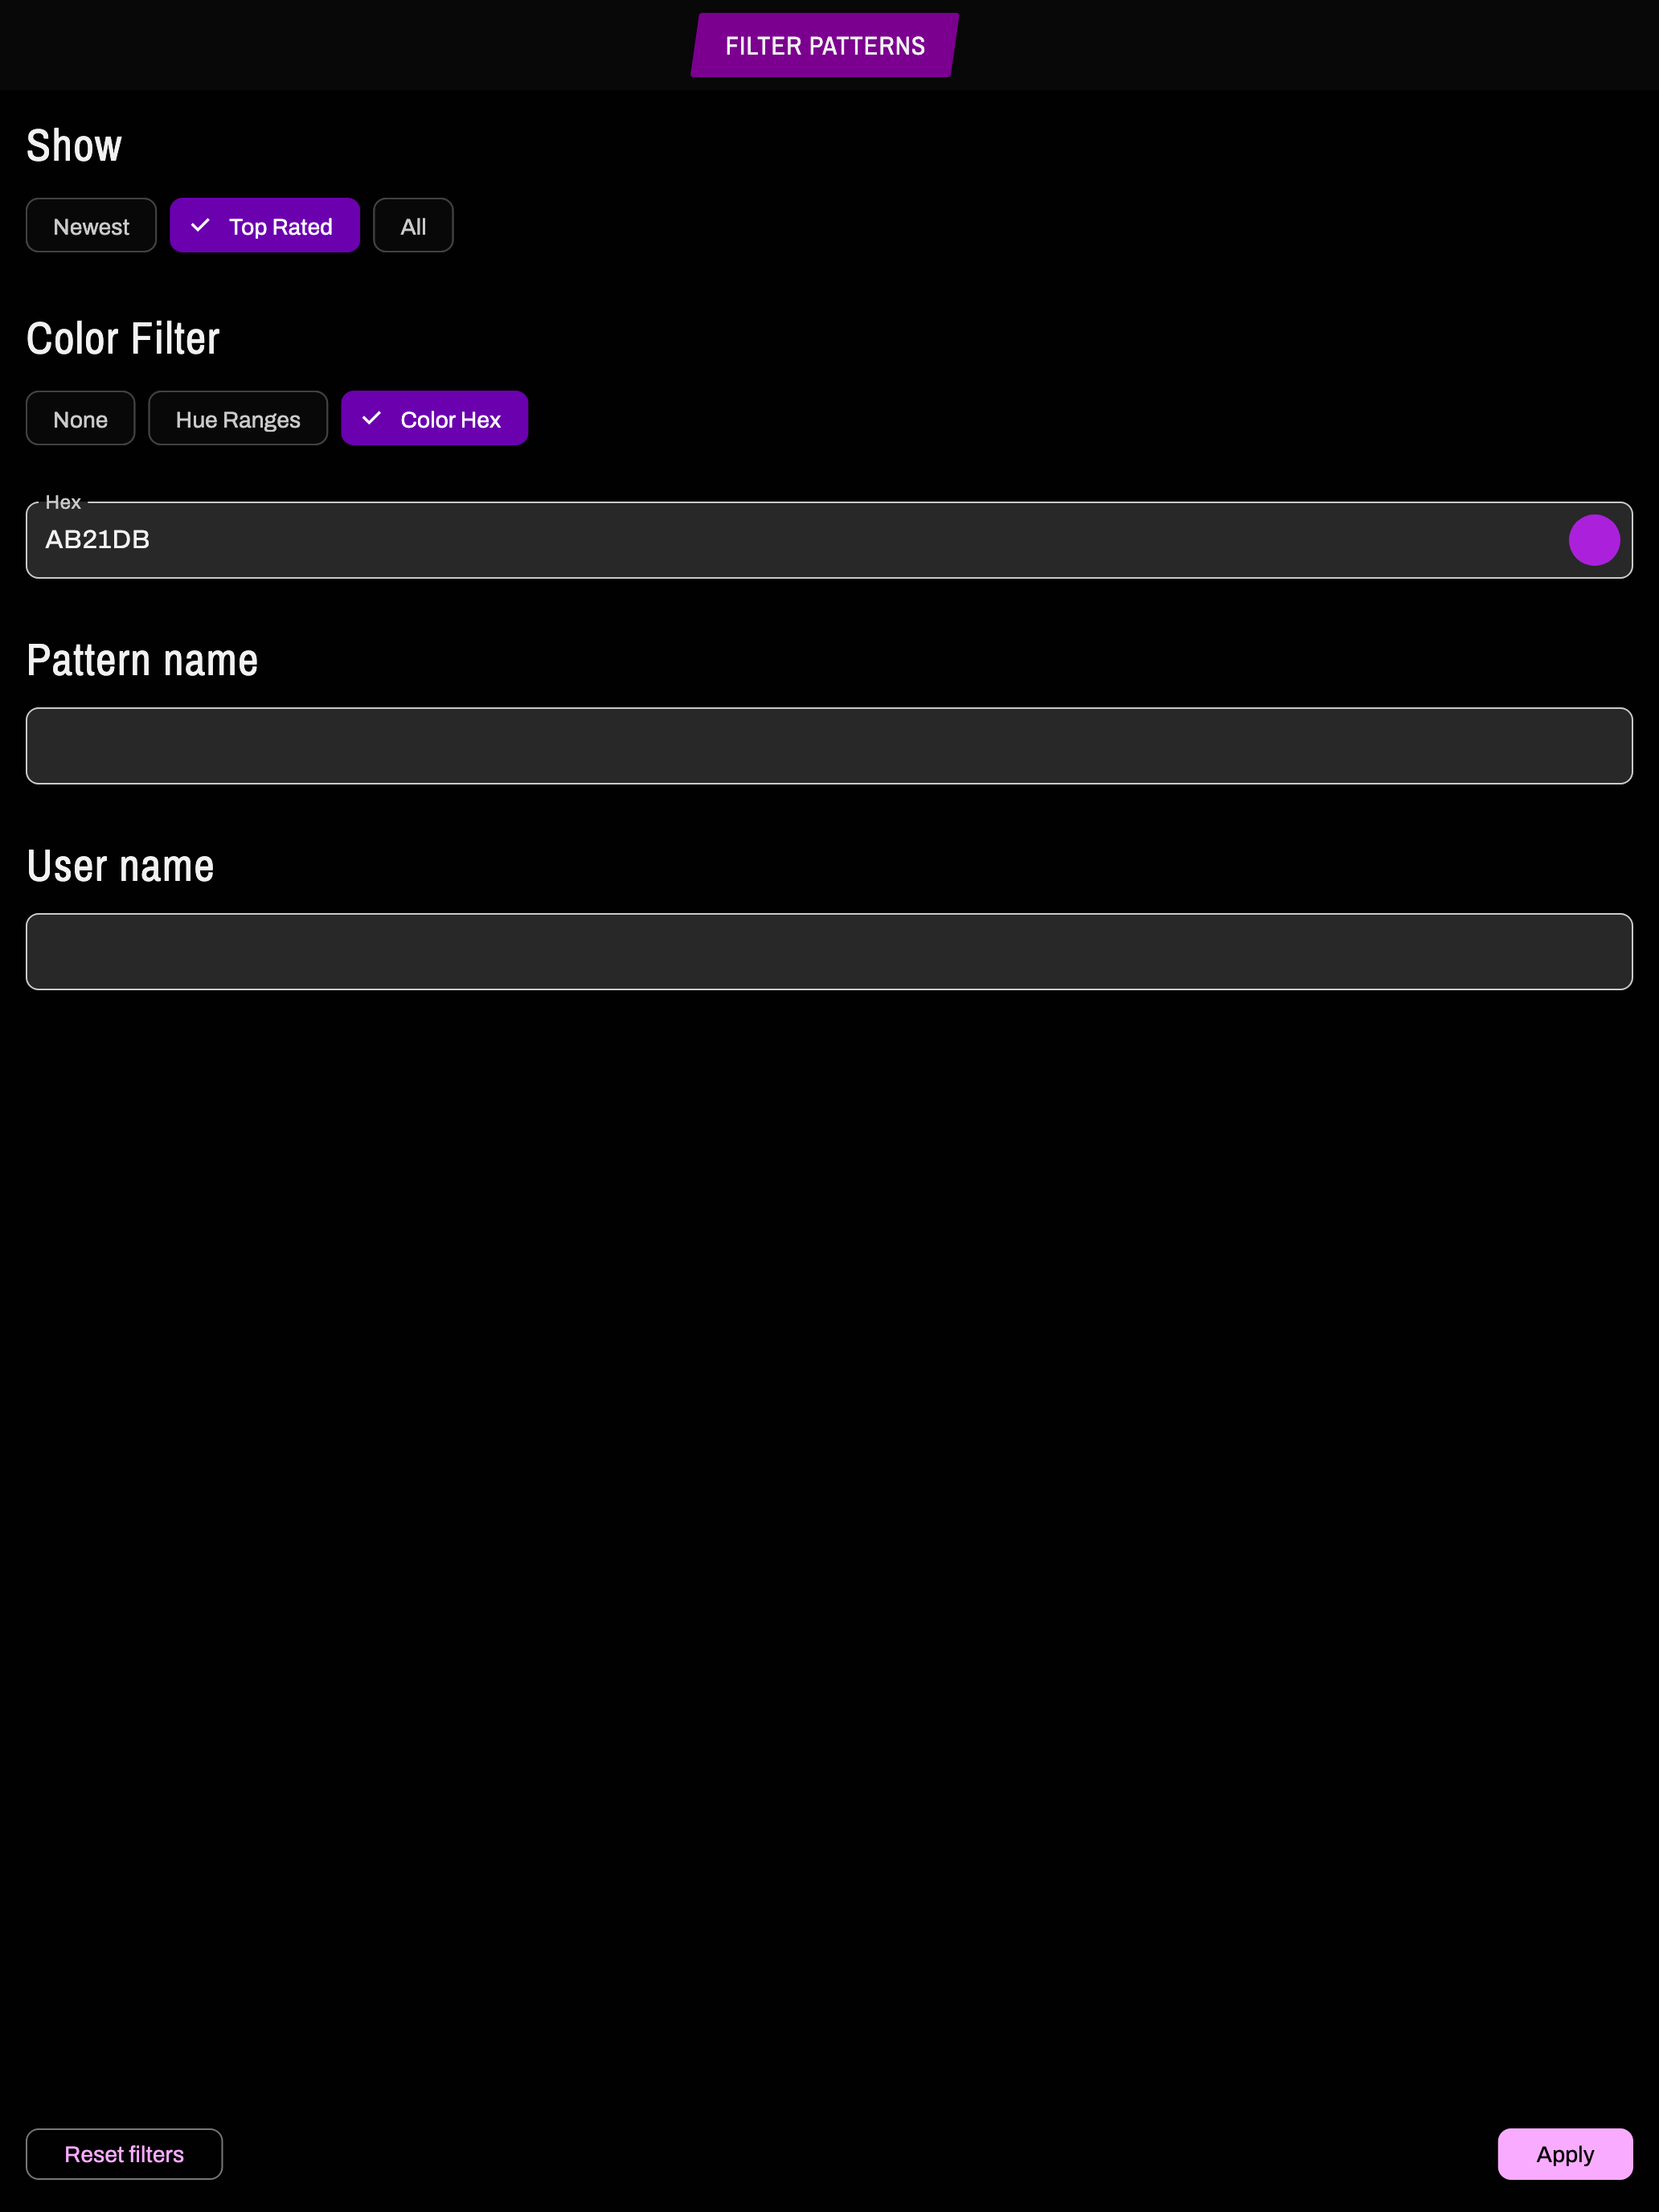 FILTER PATTERNS
Show
Newest
Top Rated
All
Color Filter
None
Hue Ranges
Color Hex
Hex
AB21DB
Pattern name
User name
Reset filters
Apply